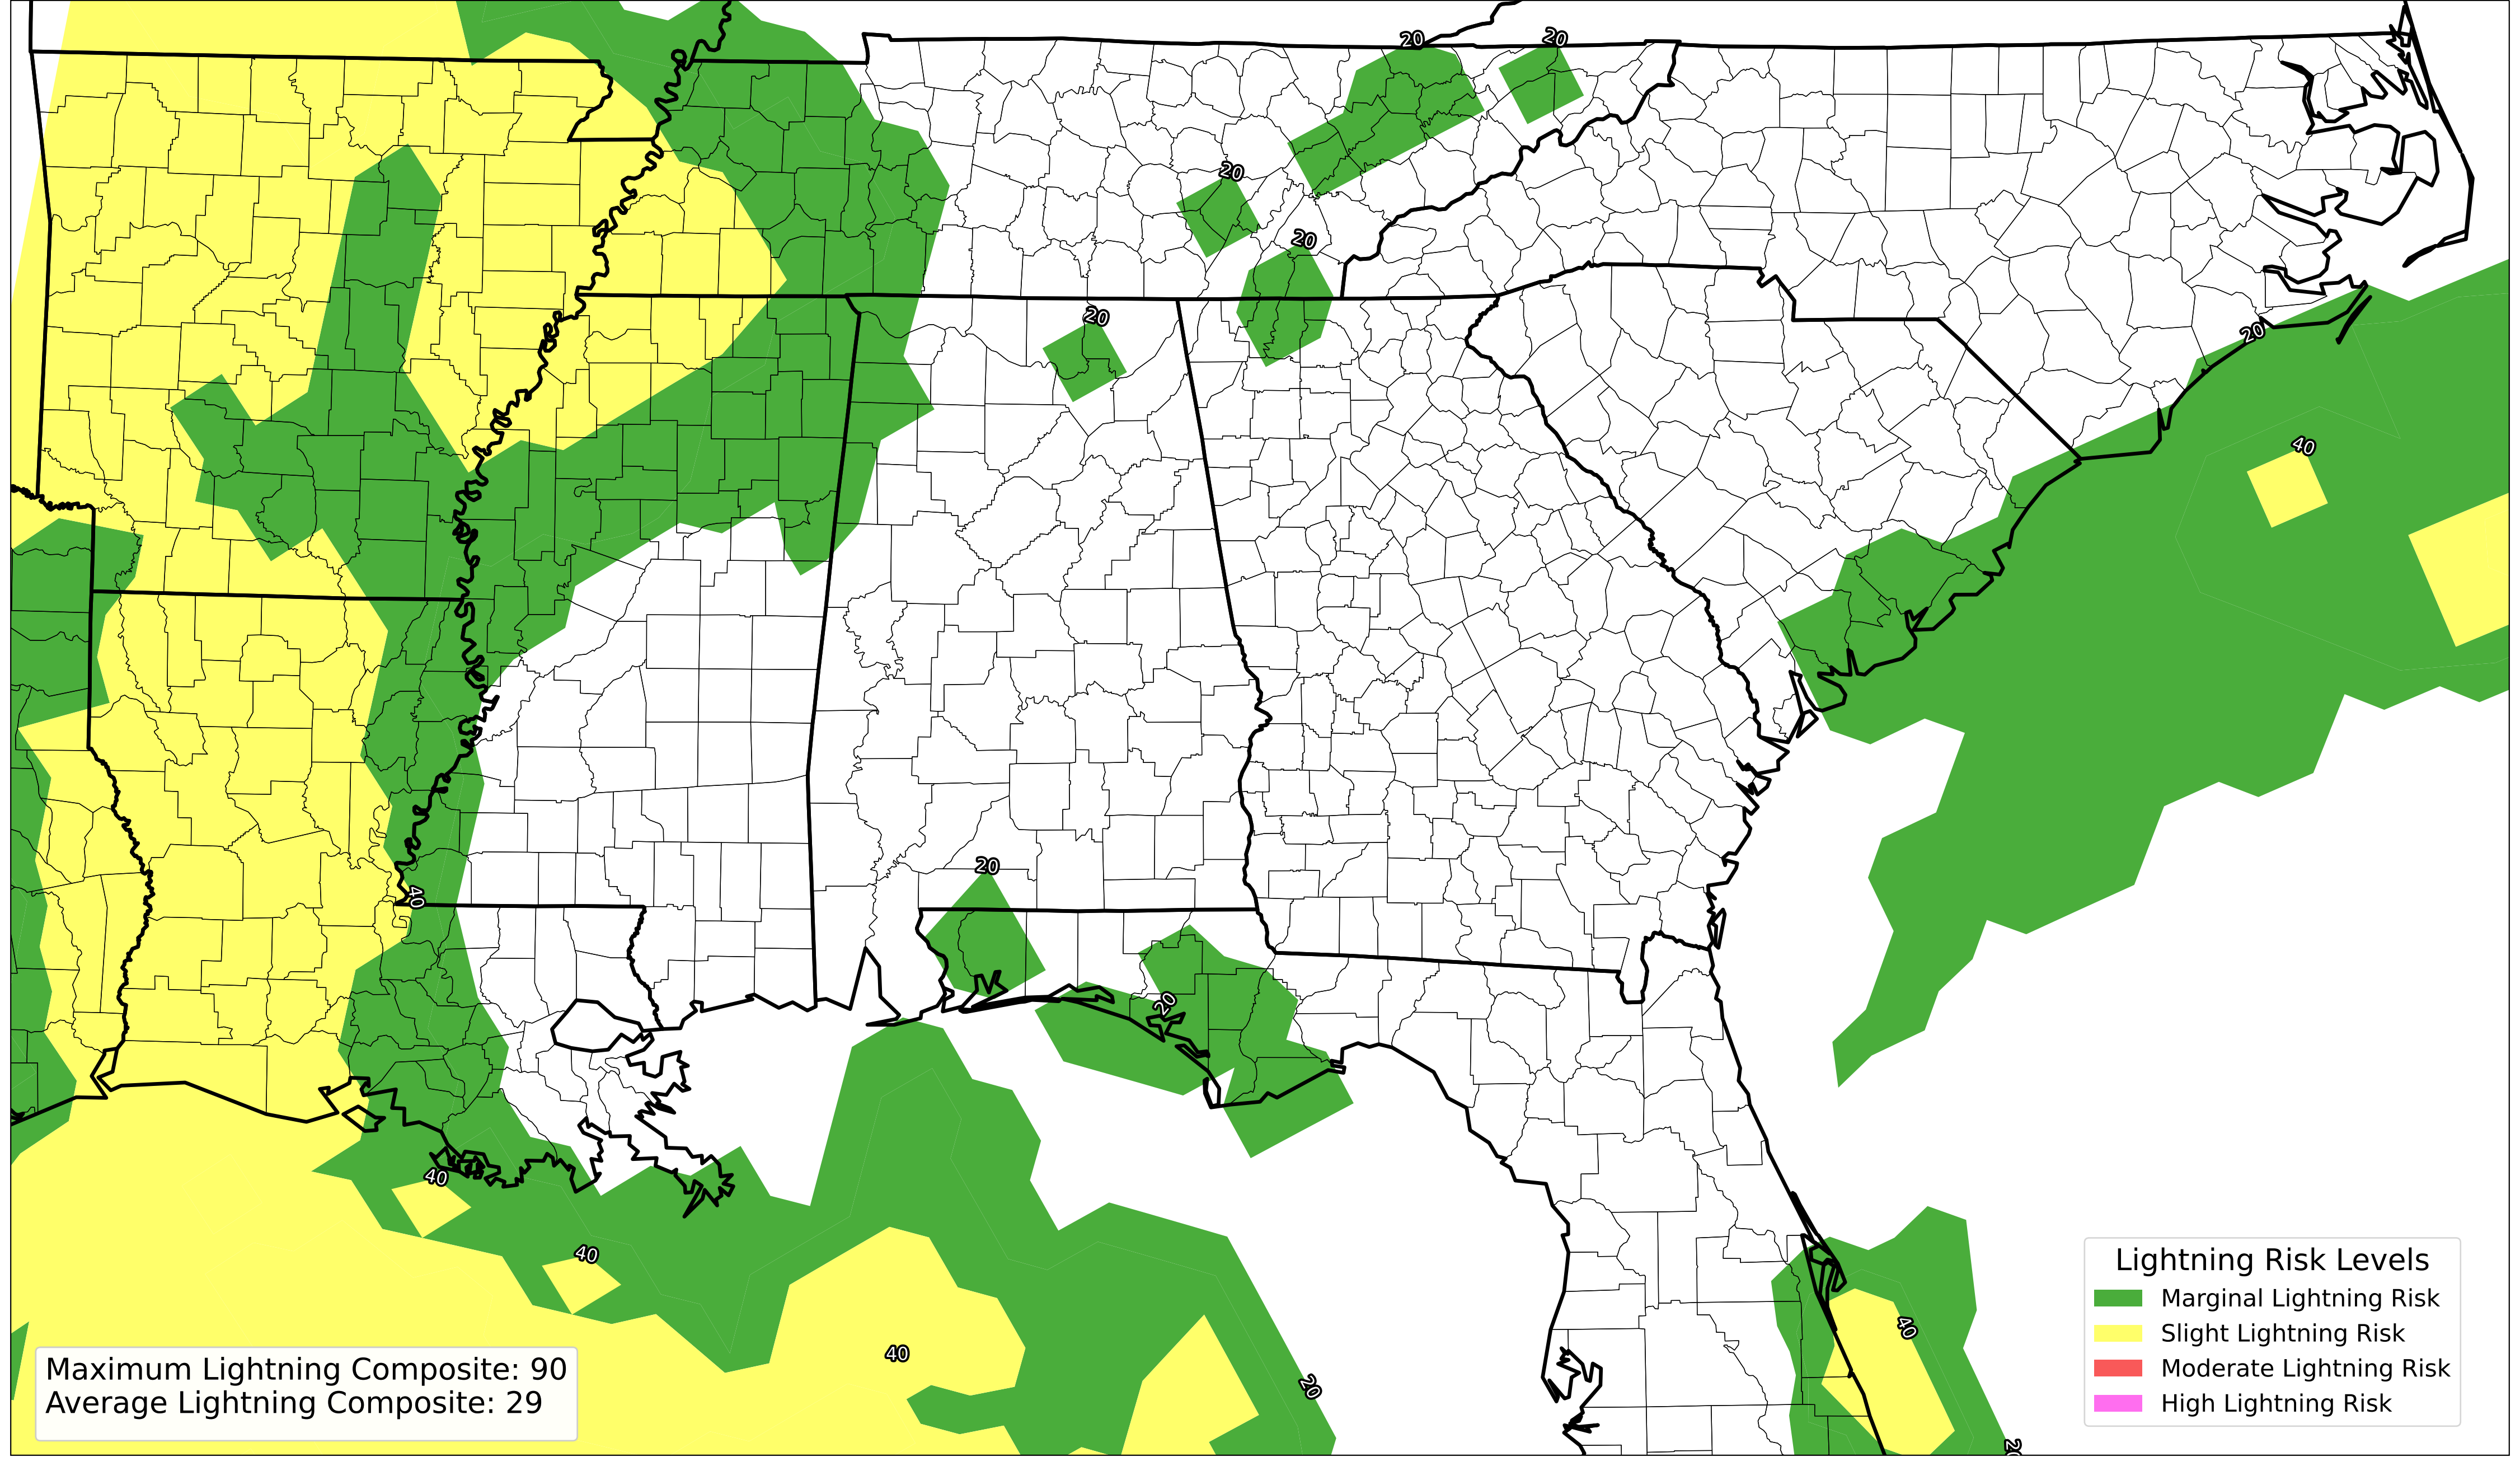 20
20
20
20
20
20
40
40
20
20
40
40
40
40
20
20
Lightning Risk Levels
Marginal Lightning Risk
Slight Lightning Risk
Moderate Lightning Risk
High Lightning Risk
Maximum Lightning Composite: 90
Average Lightning Composite: 29